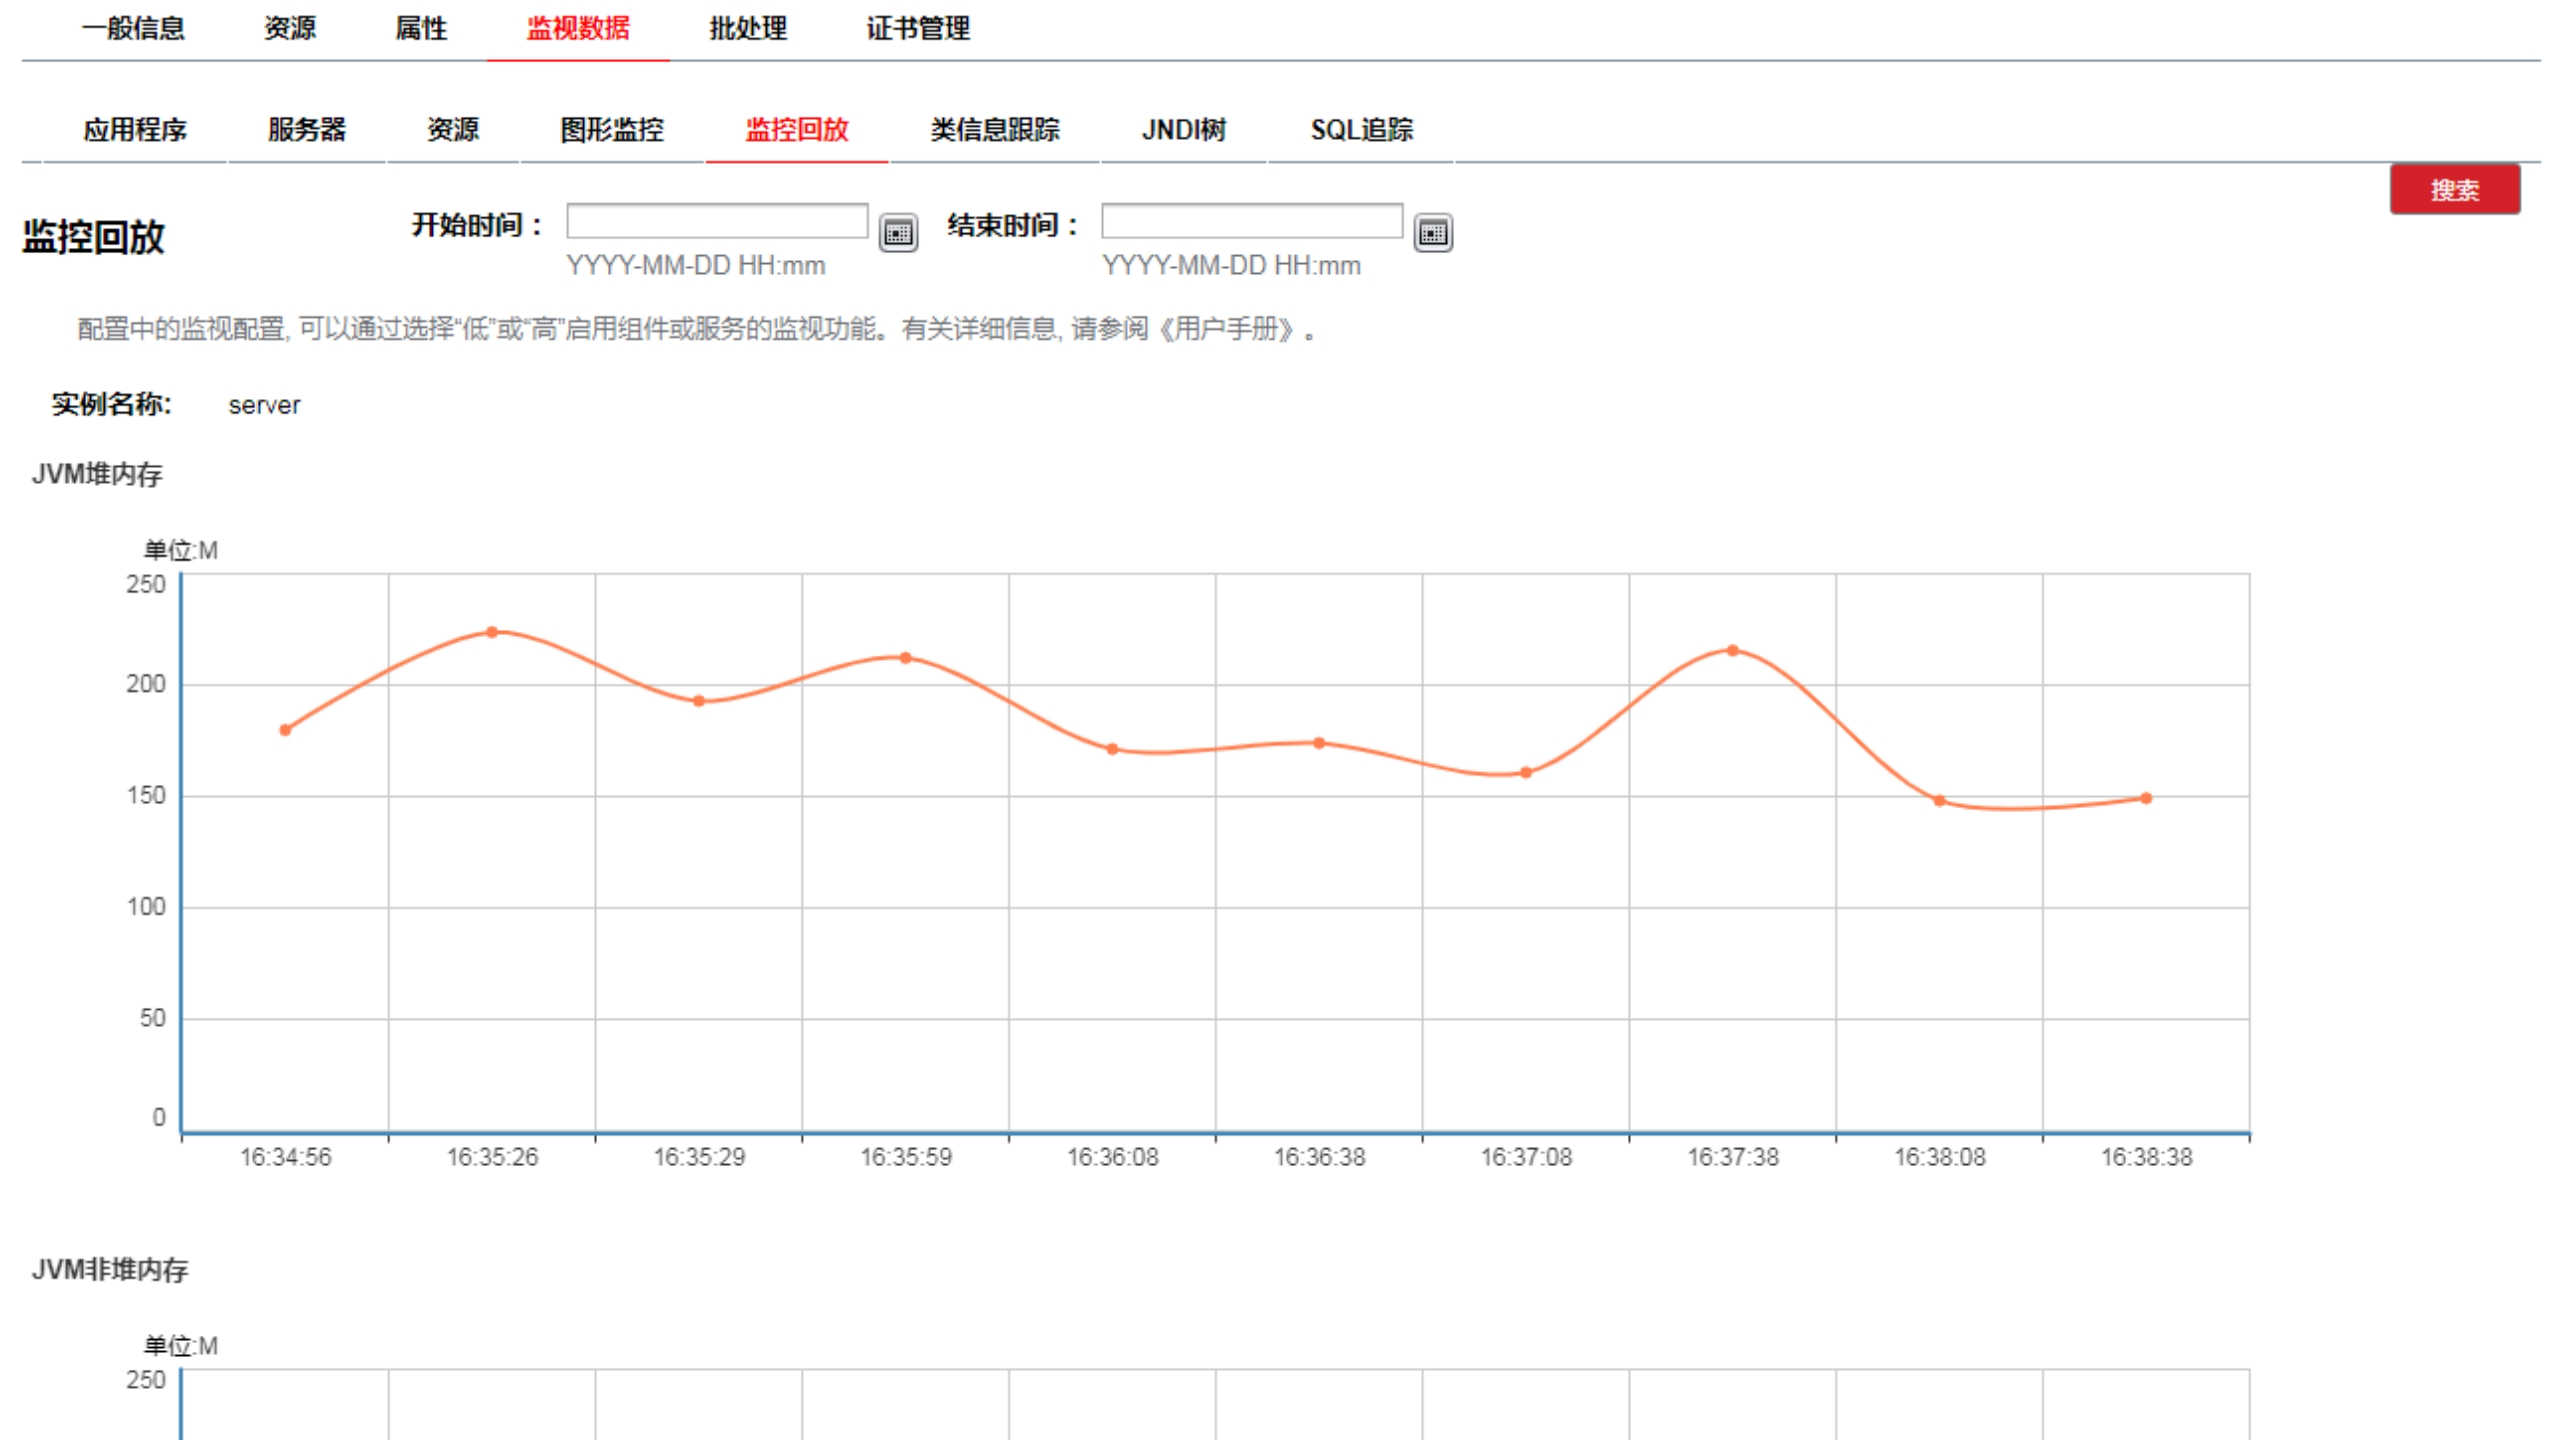 一般信息 资源 属性 监视数据 批处理 证书管理
应用程序 服务器 资源 图形监控 监控回放 类信息跟踪 JNDI树 SQL追踪
搜索
监控回放 开始时间： 结束时间：
YYYY-MM-DD HH:mm YYYY-MM-DD HH:mm
配置中的监视配置, 可以通过选择“低”或“高”启用组件或服务的监视功能。有关详细信息, 请参阅《用户手册》。
实例名称: server
JVM堆内存
单位:M
250
200
150
100
50
0
16:34:56 16:35:26 16:35:29 16:35:59 16:36:08 16:36:38 16:37:08 16:37:38 16:38:08 16:38:38
JVM非堆内存
单位:M
250